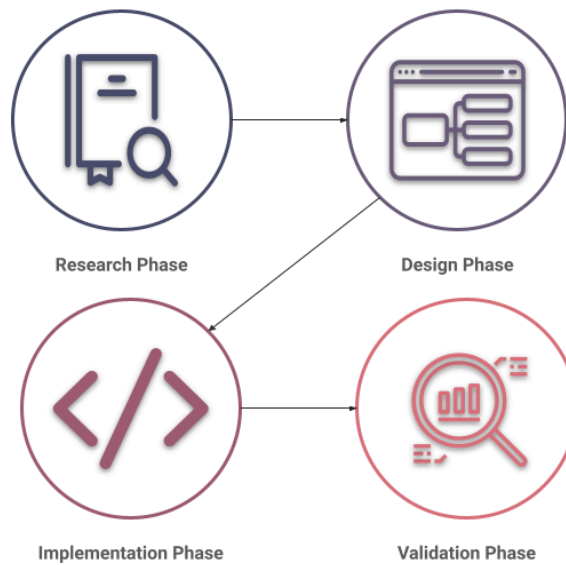 Research Phase
Design Phase
Implementation Phase
Validation Phase